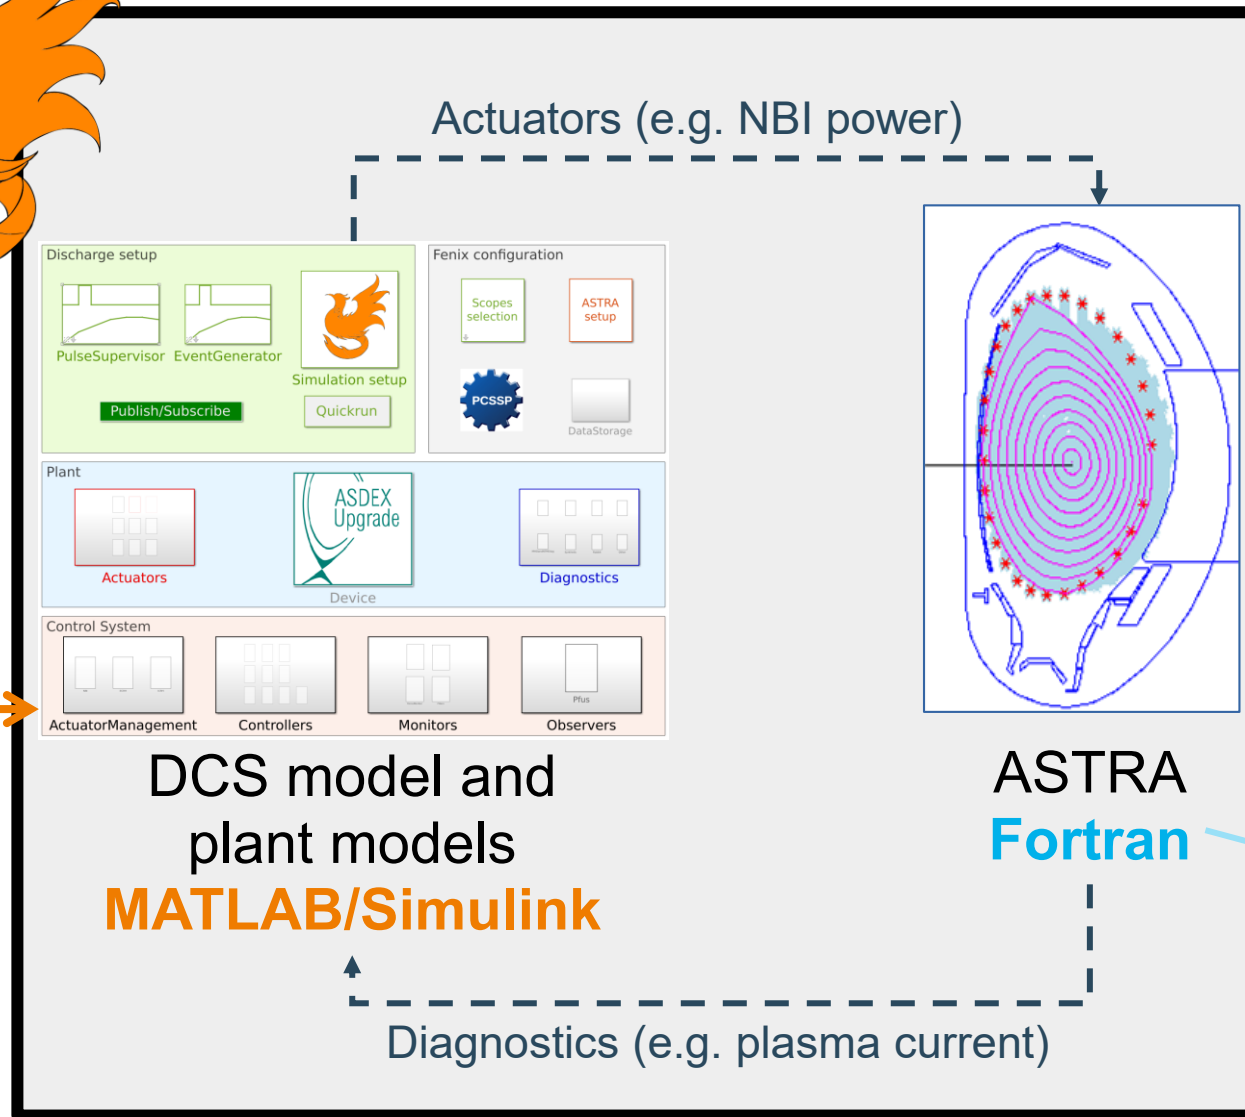 Actuators (e.g. NBI power)
Discharge setup
PulseSupervisor
EventGenerator
Simulation setup
Publish/Subscribe
Quickrun
Fenix configuration
Scopes
selection
ASTRA
setup
PCSSP
DataStorage
Plant
Actuators
ASDEX
Upgrade
Device
Diagnostics
Control System
ActuatorManagement
Controllers
Monitors
Pfus
Observers
DCS model and
plant models
MATLAB/Simulink
ASTRA
Fortran
Diagnostics (e.g. plasma current)